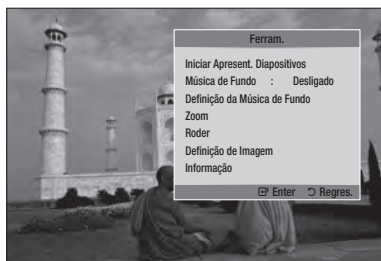 Ferram.
Iniciar Apresent. Diapositivos
Música de Fundo : Desligado
Definição da Música de Fundo
Zoom
Roder
Definição de Imagem
Informação
Enter Regres.